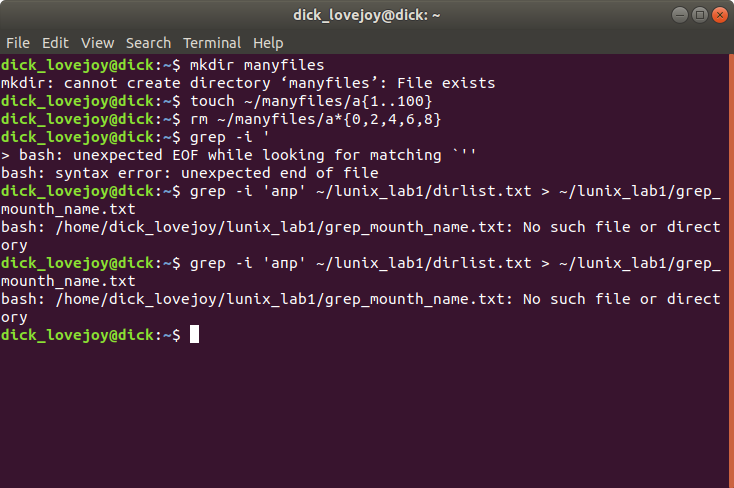 dick_lovejoy@dick: ~
File Edit View Search Terminal Help
dick_lovejoy@dick:~$ mkdir manyfiles
mkdir: cannot create directory ‘manyfiles’: File exists
dick_lovejoy@dick:~$ touch ~/manyfiles/a{1..100}
dick_lovejoy@dick:~$ rm ~/manyfiles/a*{0,2,4,6,8}
dick_lovejoy@dick:~$ grep -i '
> bash: unexpected EOF while looking for matching `''
bash: syntax error: unexpected end of file
dick_lovejoy@dick:~$ grep -i 'апр' ~/lunix_lab1/dirlist.txt > ~/lunix_lab1/grep_
mounth_name.txt
bash: /home/dick_lovejoy/lunix_lab1/grep_mounth_name.txt: No such file or direct
ory
dick_lovejoy@dick:~$ grep -i 'апр' ~/lunix_lab1/dirlist.txt > ~/lunix_lab1/grep_
mounth_name.txt
bash: /home/dick_lovejoy/lunix_lab1/grep_mounth_name.txt: No such file or direct
ory
dick_lovejoy@dick:~$